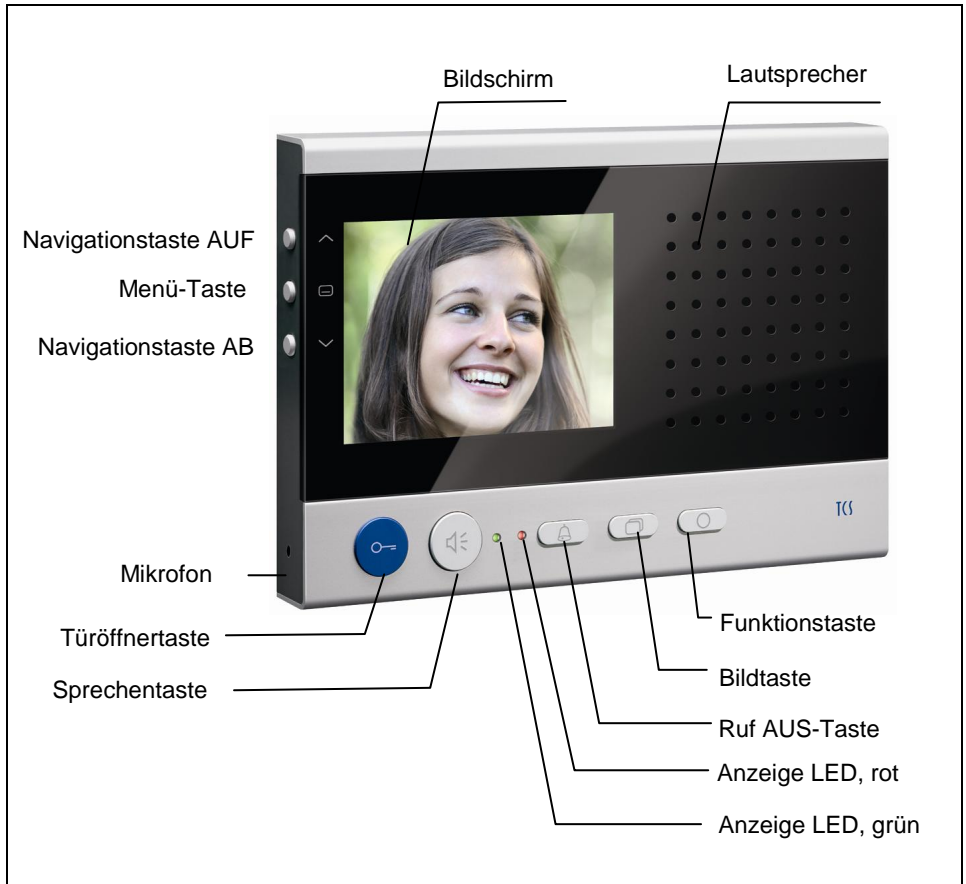 Bildschirm
Lautsprecher
Navigationstaste AUF
Menü-Taste
Navigationstaste AB
TCS
Mikrofon
Türöffnertaste
Sprechentaste
Funktionstaste
Bildtaste
Ruf AUS-Taste
Anzeige LED, rot
Anzeige LED, grün